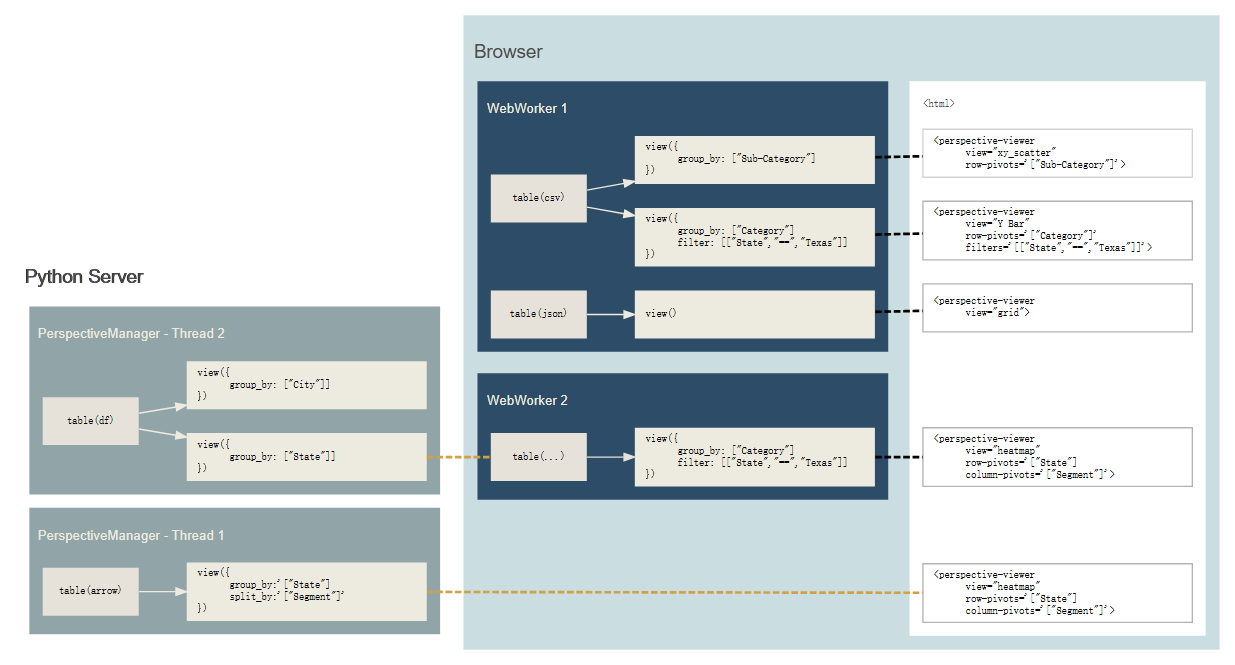 Browser
WebWorker 1
table(csv)
view({
group_by: ["Sub-Category"]
})
view({
group_by: ["Category"]
filter: [["State","==","Texas"]]
})
table(json)
view()
WebWorker 2
table(...)
view({
group_by: ["Category"]
filter: [["State","==","Texas"]]
})
<html>
<perspective-viewer
view="xy_scatter"
row-pivots='["Sub-Category"]'>
<perspective-viewer
view="Y Bar"
row-pivots='["Category"]'
filters='[["State","==","Texas"]]'>
<perspective-viewer
view="grid">
<perspective-viewer
view="heatmap
row-pivots='["State"]
column-pivots='["Segment"]'>
<perspective-viewer
view="heatmap"
row-pivots='["State"]
column-pivots='["Segment"]'>
Python Server
PerspectiveManager - Thread 2
table(df)
view({
group_by: ["City"]]
})
view({
group_by: ["State"]]
})
PerspectiveManager - Thread 1
table(arrow)
view({
group_by:'["State"]
split_by:'["Segment"]'
})